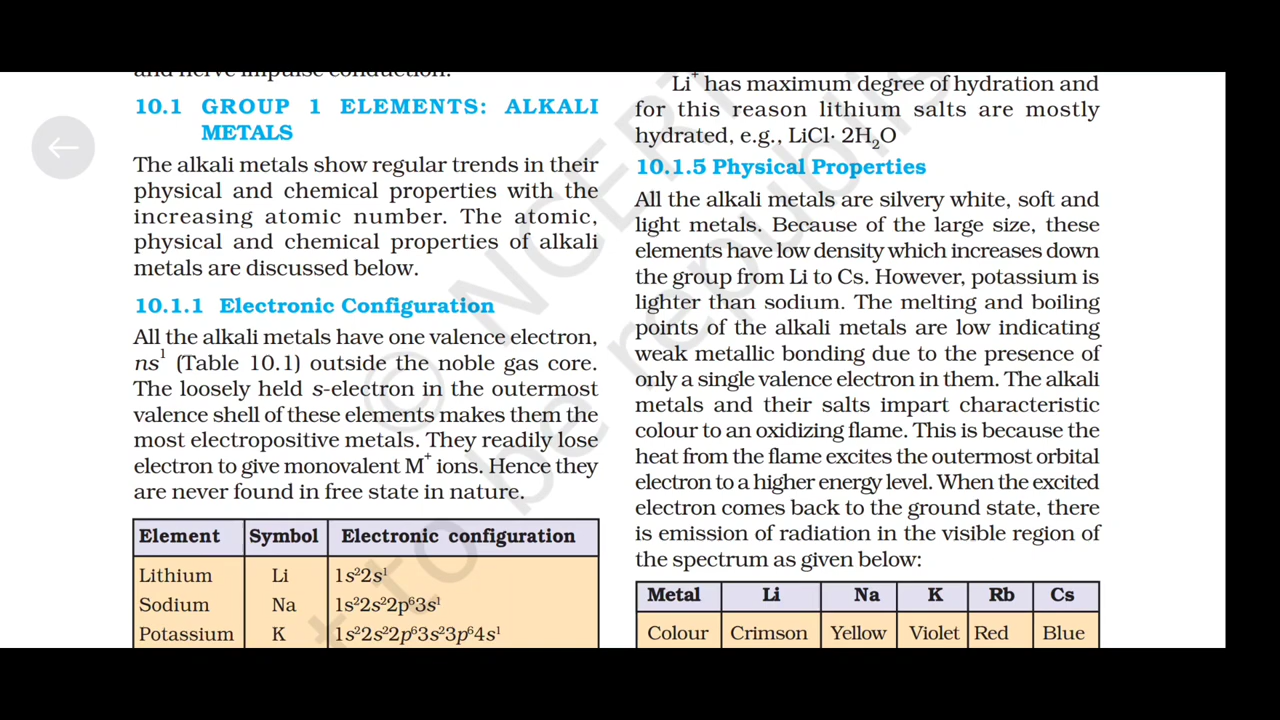 and nerve impulse conduction.
10.1 GROUP 1 ELEMENTS: ALKALI
METALS
The alkali metals show regular trends in their
physical and chemical properties with the
increasing atomic number. The atomic,
physical and chemical properties of alkali
metals are discussed below.
10.1.1 Electronic Configuration
All the alkali metals have one valence electron,
ns¹ (Table 10.1) outside the noble gas core.
The loosely held s-electron in the outermost
valence shell of these elements makes them the
most electropositive metals. They readily lose
electron to give monovalent M⁺ ions. Hence they
are never found in free state in nature.
Element Symbol Electronic configuration
Lithium Li 1s²2s¹
Sodium Na 1s²2s²2p⁶3s¹
Potassium K 1s²2s²2p⁶3s²3p⁶4s¹
Li⁺ has maximum degree of hydration and
for this reason lithium salts are mostly
hydrated, e.g., LiCl· 2H₂O
10.1.5 Physical Properties
All the alkali metals are silvery white, soft and
light metals. Because of the large size, these
elements have low density which increases down
the group from Li to Cs. However, potassium is
lighter than sodium. The melting and boiling
points of the alkali metals are low indicating
weak metallic bonding due to the presence of
only a single valence electron in them. The alkali
metals and their salts impart characteristic
colour to an oxidizing flame. This is because the
heat from the flame excites the outermost orbital
electron to a higher energy level. When the excited
electron comes back to the ground state, there
is emission of radiation in the visible region of
the spectrum as given below:
Metal Li Na K Rb Cs
Colour Crimson Yellow Violet Red Blue
© NCERT
to be republis